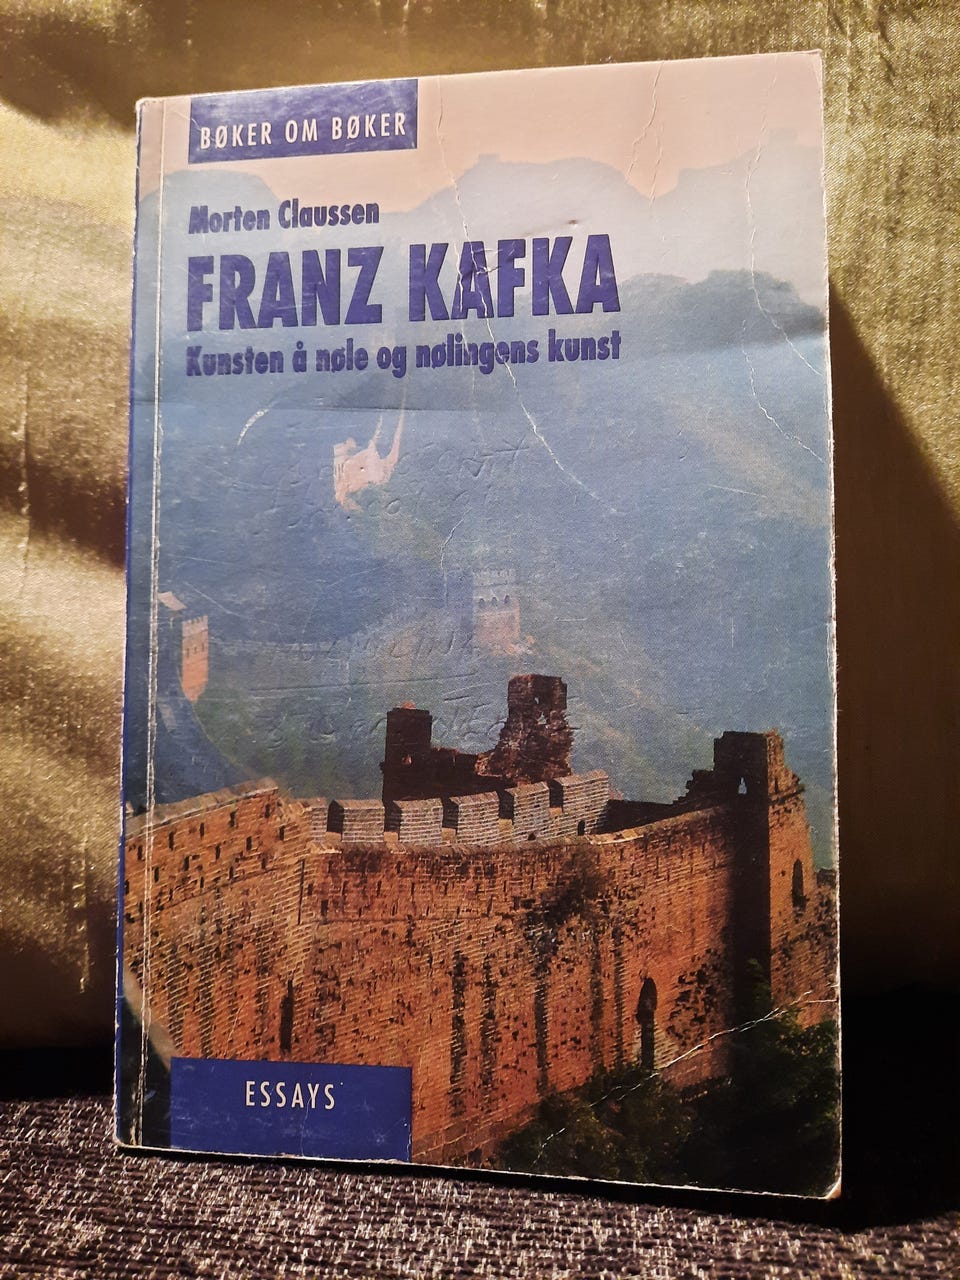 BØKER OM BØKER
Morten Claussen
FRANZ KAFKA
Kunsten å nøle og nølingens kunst
ESSAYS